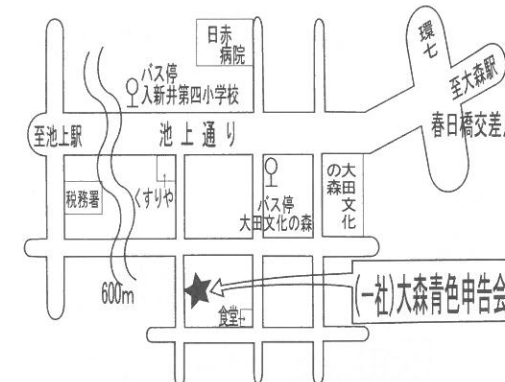 日赤
病院
環七
バス停
入新井第四小学校
至大森駅
至池上駅
池上通り
春日橋交差
税務署
くすりや
バス停
大田文化の森
大田文化
の森
600m
食堂
(一社)大森青色申告会